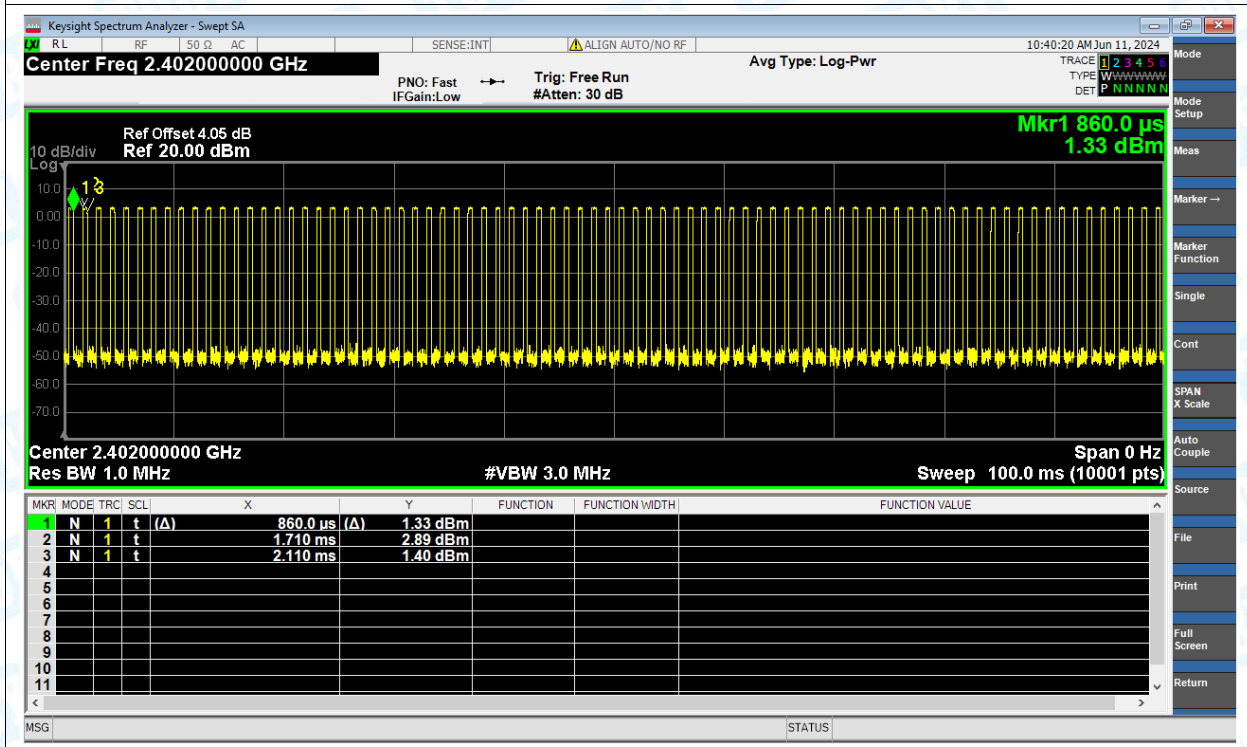 Keysight Spectrum Analyzer - Swept SA
LXI RL RF 50 Ω AC SENSE:INT ALIGN AUTO/NO RF 10:40:20 AM Jun 11, 2024
Center Freq 2.402000000 GHz
PNO: Fast
IFGain:Low
Trig: Free Run
#Atten: 30 dB
Avg Type: Log-Pwr
TRACE 1 2 3 4 5 6
TYPE WWWWWW
DET P N N N N N
Mkr1 860.0 µs
1.33 dBm
Ref Offset 4.05 dB
10 dB/div Ref 20.00 dBm
Log
10.0
0.00
-10.0
-20.0
-30.0
-40.0
-50.0
-60.0
-70.0
1 3
Center 2.402000000 GHz Span 0 Hz
Res BW 1.0 MHz #VBW 3.0 MHz Sweep 100.0 ms (10001 pts)
MKR MODE TRC SCL X Y FUNCTION FUNCTION WIDTH FUNCTION VALUE
1 N 1 t (Δ) 860.0 µs (Δ) 1.33 dBm
2 N 1 t 1.710 ms 2.89 dBm
3 N 1 t 2.110 ms 1.40 dBm
4
5
6
7
8
9
10
11
MSG STATUS
Mode
Mode
Setup
Meas
Marker →
Marker
Function
Single
Cont
SPAN
X Scale
Auto
Couple
Source
File
Print
Full
Screen
Return